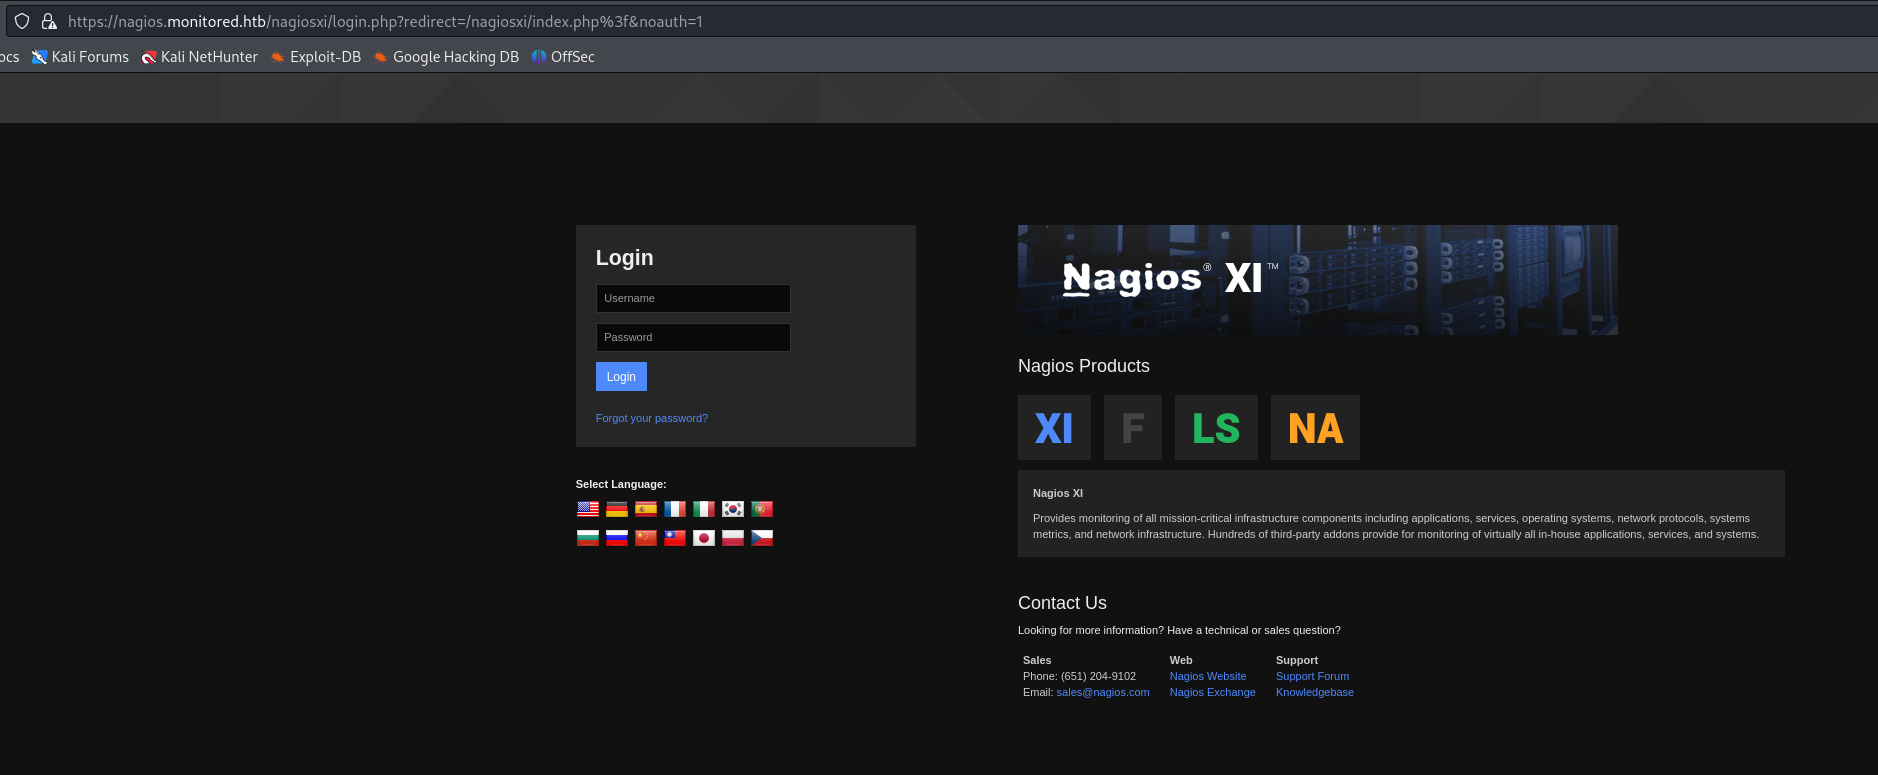 https://nagios.monitored.htb/nagiosxi/login.php?redirect=/nagiosxi/index.php%3f&noauth=1
ocs Kali Forums Kali NetHunter Exploit-DB Google Hacking DB OffSec
Login
Username
Password
Login
Forgot your password?
Select Language:
Nagios® XI™
Nagios Products
XI F LS NA
Nagios XI
Provides monitoring of all mission-critical infrastructure components including applications, services, operating systems, network protocols, systems
metrics, and network infrastructure. Hundreds of third-party addons provide for monitoring of virtually all in-house applications, services, and systems.
Contact Us
Looking for more information? Have a technical or sales question?
Sales Web Support
Phone: (651) 204-9102 Nagios Website Support Forum
Email: sales@nagios.com Nagios Exchange Knowledgebase